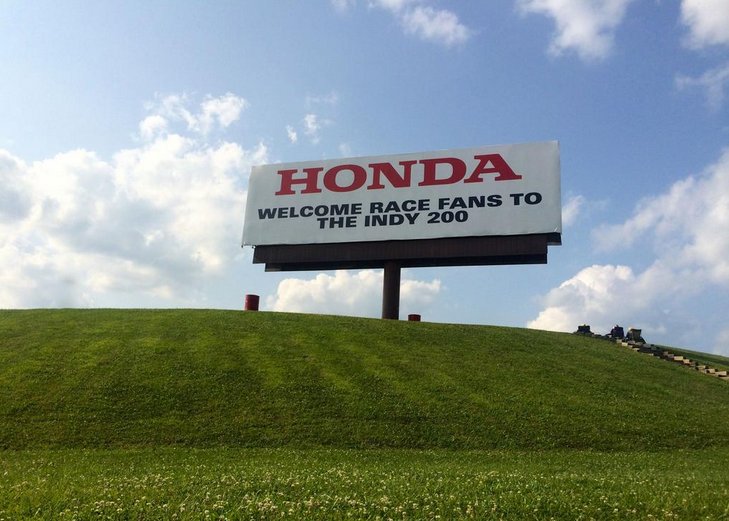 HONDA
WELCOME RACE FANS TO
THE INDY 200